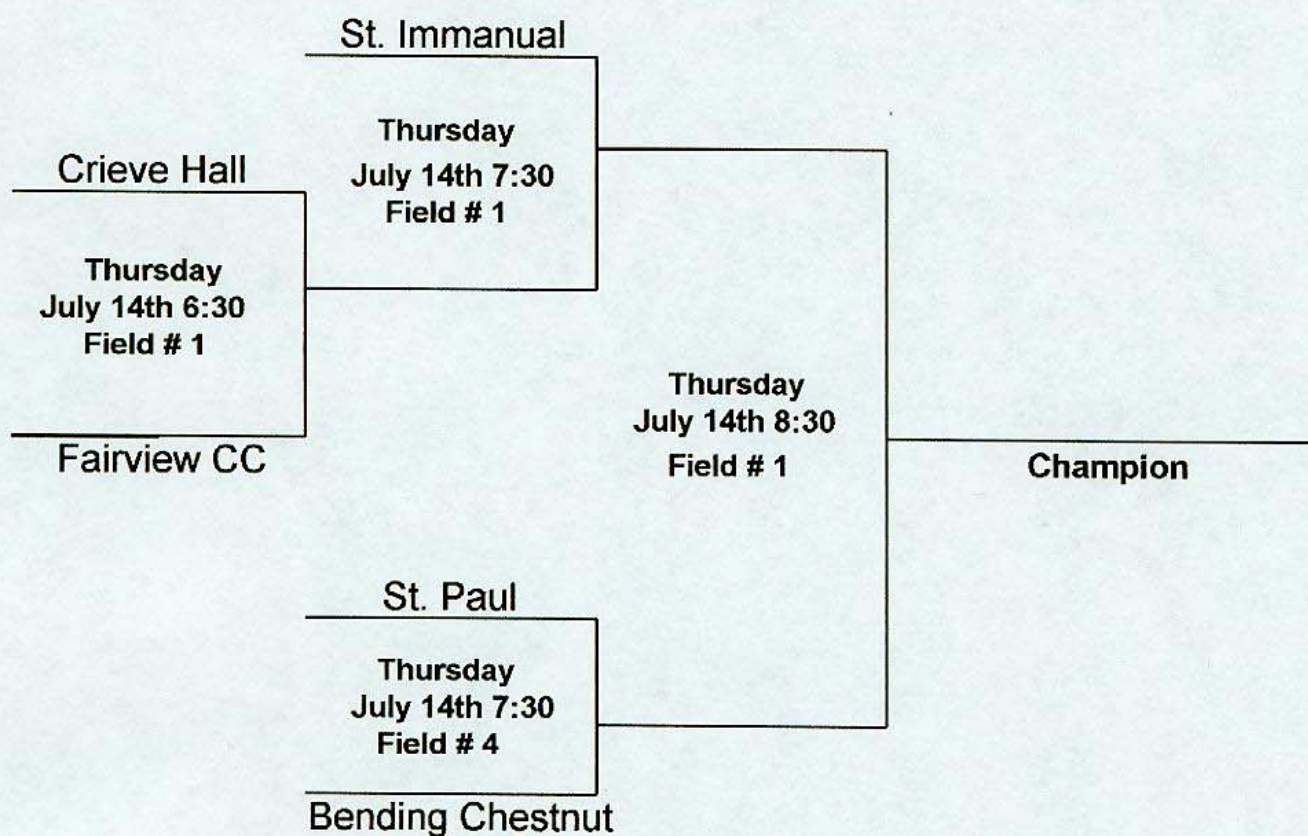 St. Immanual
Thursday
July 14th 7:30
Field # 1
Crieve Hall
Thursday
July 14th 6:30
Field # 1
Fairview CC
Thursday
July 14th 8:30
Field # 1
Champion
St. Paul
Thursday
July 14th 7:30
Field # 4
Bending Chestnut